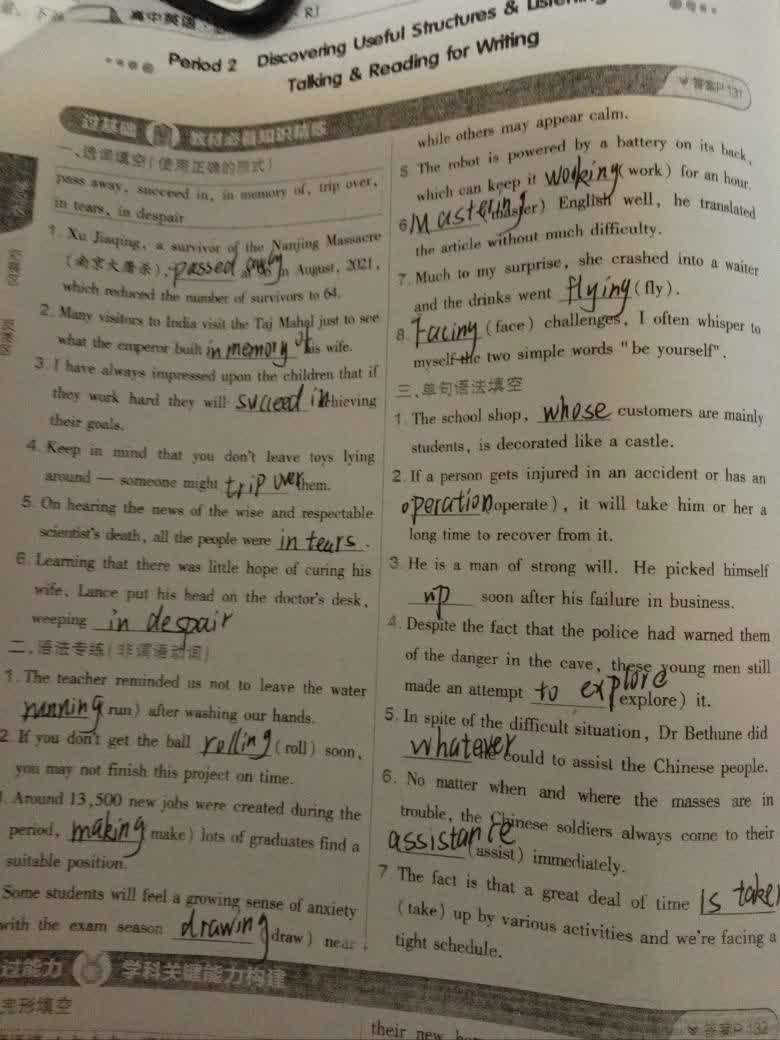 高中英语
RJ
Period 2 Discovering Useful Structures &
Talking & Reading for Writing
答案P.131
过基础 教材必备知识精练
一、选词填空(使用正确的形式)
pass away, succeed in, in memory of, trip over,
in tears, in despair
1. Xu Jiaqing, a survivor of the Nanjing Massacre
(南京大屠杀), passed away in August, 2021,
which reduced the number of survivors to 64.
2. Many visitors to India visit the Taj Mahal just to see
what the emperor built in memory of his wife.
3. I have always impressed upon the children that if
they work hard they will succeed in achieving
their goals.
4. Keep in mind that you don't leave toys lying
around — someone might trip over them.
5. On hearing the news of the wise and respectable
scientist's death, all the people were in tears.
6. Learning that there was little hope of curing his
wife, Lance put his head on the doctor's desk,
weeping in despair
二、语法专练(非谓语动词)
1. The teacher reminded us not to leave the water
running (run) after washing our hands.
2. If you don't get the ball rolling (roll) soon,
you may not finish this project on time.
. Around 13,500 new jobs were created during the
period, making (make) lots of graduates find a
suitable position.
Some students will feel a growing sense of anxiety
with the exam season drawing (draw) near,
while others may appear calm.
5. The robot is powered by a battery on its back,
which can keep it working (work) for an hour.
6. Mastering (master) English well, he translated
the article without much difficulty.
7. Much to my surprise, she crashed into a waiter
and the drinks went flying (fly).
8. Facing (face) challenges, I often whisper to
myself the two simple words "be yourself".
三、单句语法填空
1. The school shop, whose customers are mainly
students, is decorated like a castle.
2. If a person gets injured in an accident or has an
operation (operate), it will take him or her a
long time to recover from it.
3. He is a man of strong will. He picked himself
up soon after his failure in business.
4. Despite the fact that the police had warned them
of the danger in the cave, these young men still
made an attempt to explore (explore) it.
5. In spite of the difficult situation, Dr Bethune did
whatever he could to assist the Chinese people.
6. No matter when and where the masses are in
trouble, the Chinese soldiers always come to their
assistance (assist) immediately.
7. The fact is that a great deal of time is taken
(take) up by various activities and we're facing a
tight schedule.
过能力 学科关键能力构建
完形填空
答案P.132
their new